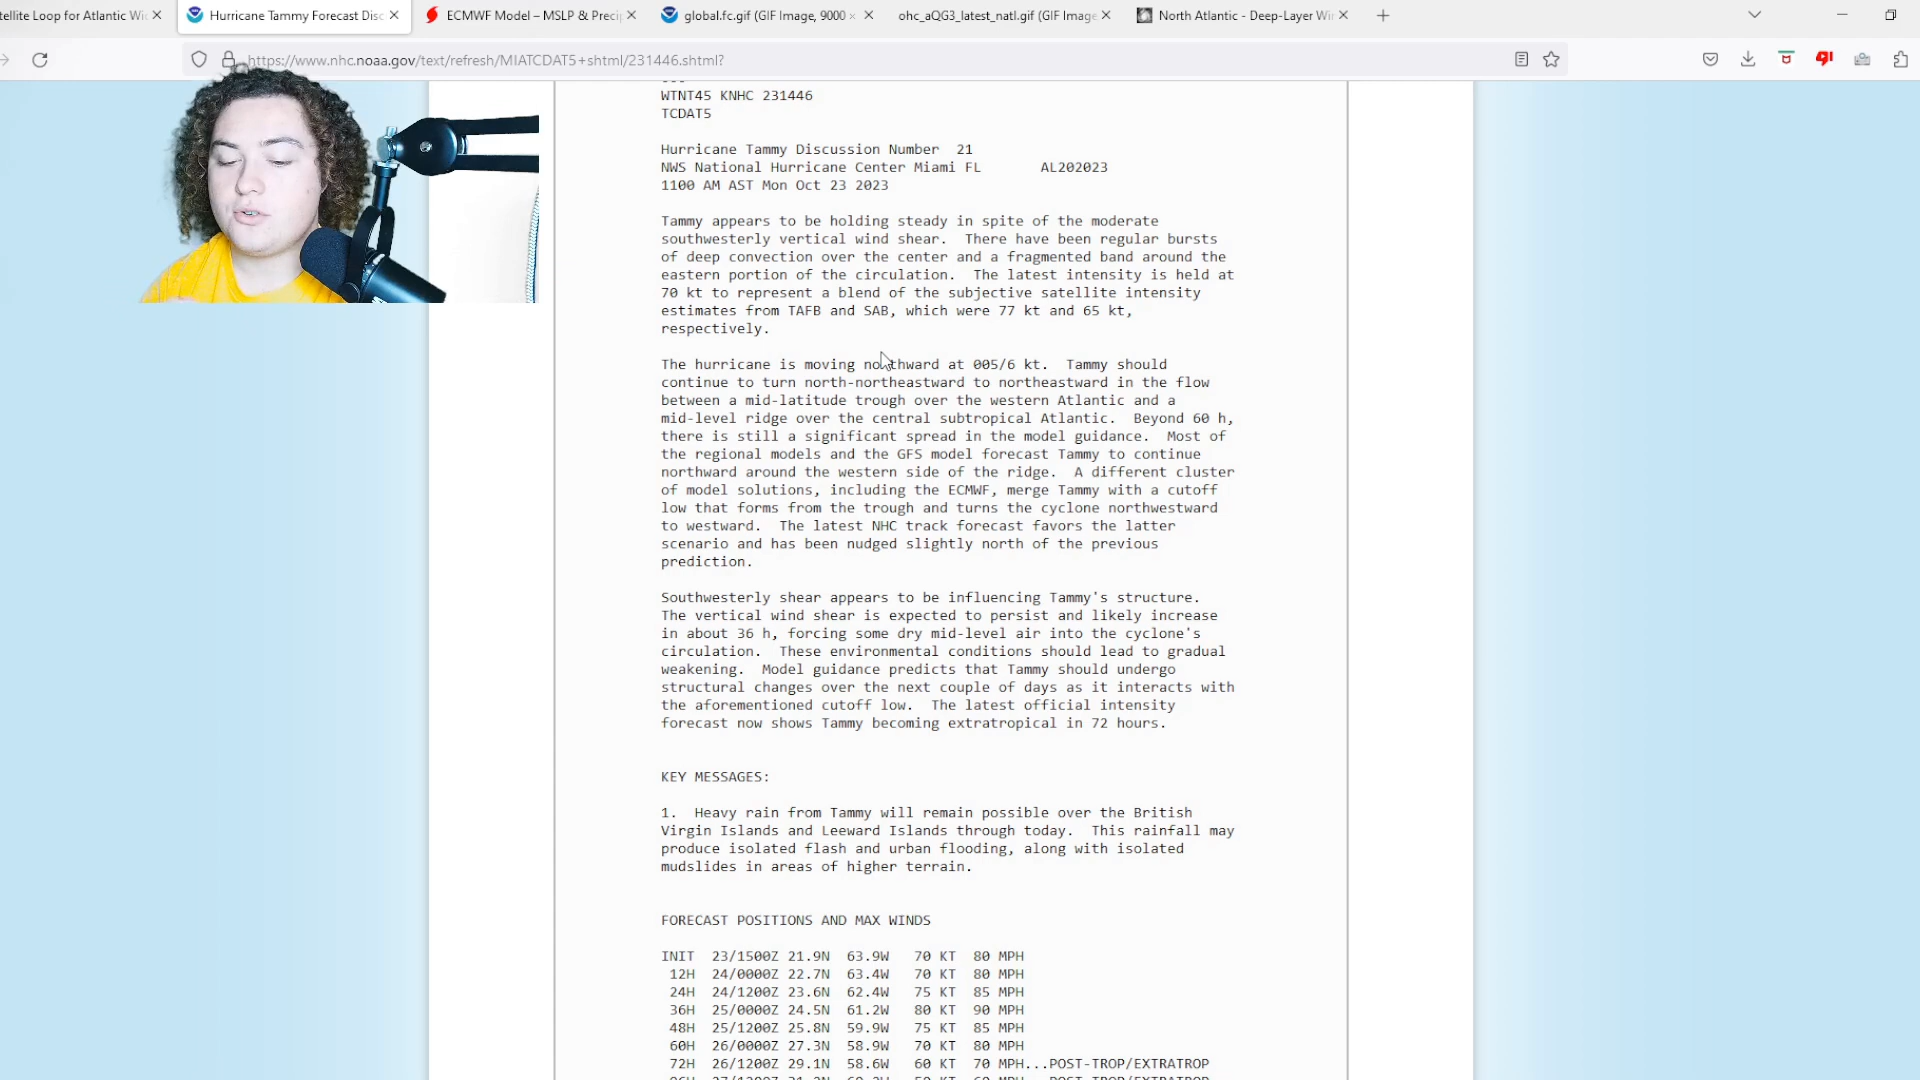 tellite Loop for Atlantic Wi
Hurricane Tammy Forecast Disc
ECMWF Model – MSLP & Precip
global.fc.gif (GIF Image, 9000 ×
ohc_aQG3_latest_natl.gif (GIF Image
North Atlantic - Deep-Layer Wi
https://www.nhc.noaa.gov/text/refresh/MIATCDAT5+shtml/231446.shtml?
WTNT45 KNHC 231446
TCDAT5
Hurricane Tammy Discussion Number  21
NWS National Hurricane Center Miami FL       AL202023
1100 AM AST Mon Oct 23 2023
Tammy appears to be holding steady in spite of the moderate
southwesterly vertical wind shear.  There have been regular bursts
of deep convection over the center and a fragmented band around the
eastern portion of the circulation.  The latest intensity is held at
70 kt to represent a blend of the subjective satellite intensity
estimates from TAFB and SAB, which were 77 kt and 65 kt,
respectively.
The hurricane is moving northward at 005/6 kt.  Tammy should
continue to turn north-northeastward to northeastward in the flow
between a mid-latitude trough over the western Atlantic and a
mid-level ridge over the central subtropical Atlantic.  Beyond 60 h,
there is still a significant spread in the model guidance.  Most of
the regional models and the GFS model forecast Tammy to continue
northward around the western side of the ridge.  A different cluster
of model solutions, including the ECMWF, merge Tammy with a cutoff
low that forms from the trough and turns the cyclone northwestward
to westward.  The latest NHC track forecast favors the latter
scenario and has been nudged slightly north of the previous
prediction.
Southwesterly shear appears to be influencing Tammy's structure.
The vertical wind shear is expected to persist and likely increase
in about 36 h, forcing some dry mid-level air into the cyclone's
circulation.  These environmental conditions should lead to gradual
weakening.  Model guidance predicts that Tammy should undergo
structural changes over the next couple of days as it interacts with
the aforementioned cutoff low.  The latest official intensity
forecast now shows Tammy becoming extratropical in 72 hours.
KEY MESSAGES:
1.  Heavy rain from Tammy will remain possible over the British
Virgin Islands and Leeward Islands through today.  This rainfall may
produce isolated flash and urban flooding, along with isolated
mudslides in areas of higher terrain.
FORECAST POSITIONS AND MAX WINDS
INIT  23/1500Z 21.9N  63.9W   70 KT  80 MPH
12H  24/0000Z 22.7N  63.4W   70 KT  80 MPH
24H  24/1200Z 23.6N  62.4W   75 KT  85 MPH
36H  25/0000Z 24.5N  61.2W   80 KT  90 MPH
48H  25/1200Z 25.8N  59.9W   75 KT  85 MPH
60H  26/0000Z 27.3N  58.9W   70 KT  80 MPH
72H  26/1200Z 29.1N  58.6W   60 KT  70 MPH...POST-TROP/EXTRATROP